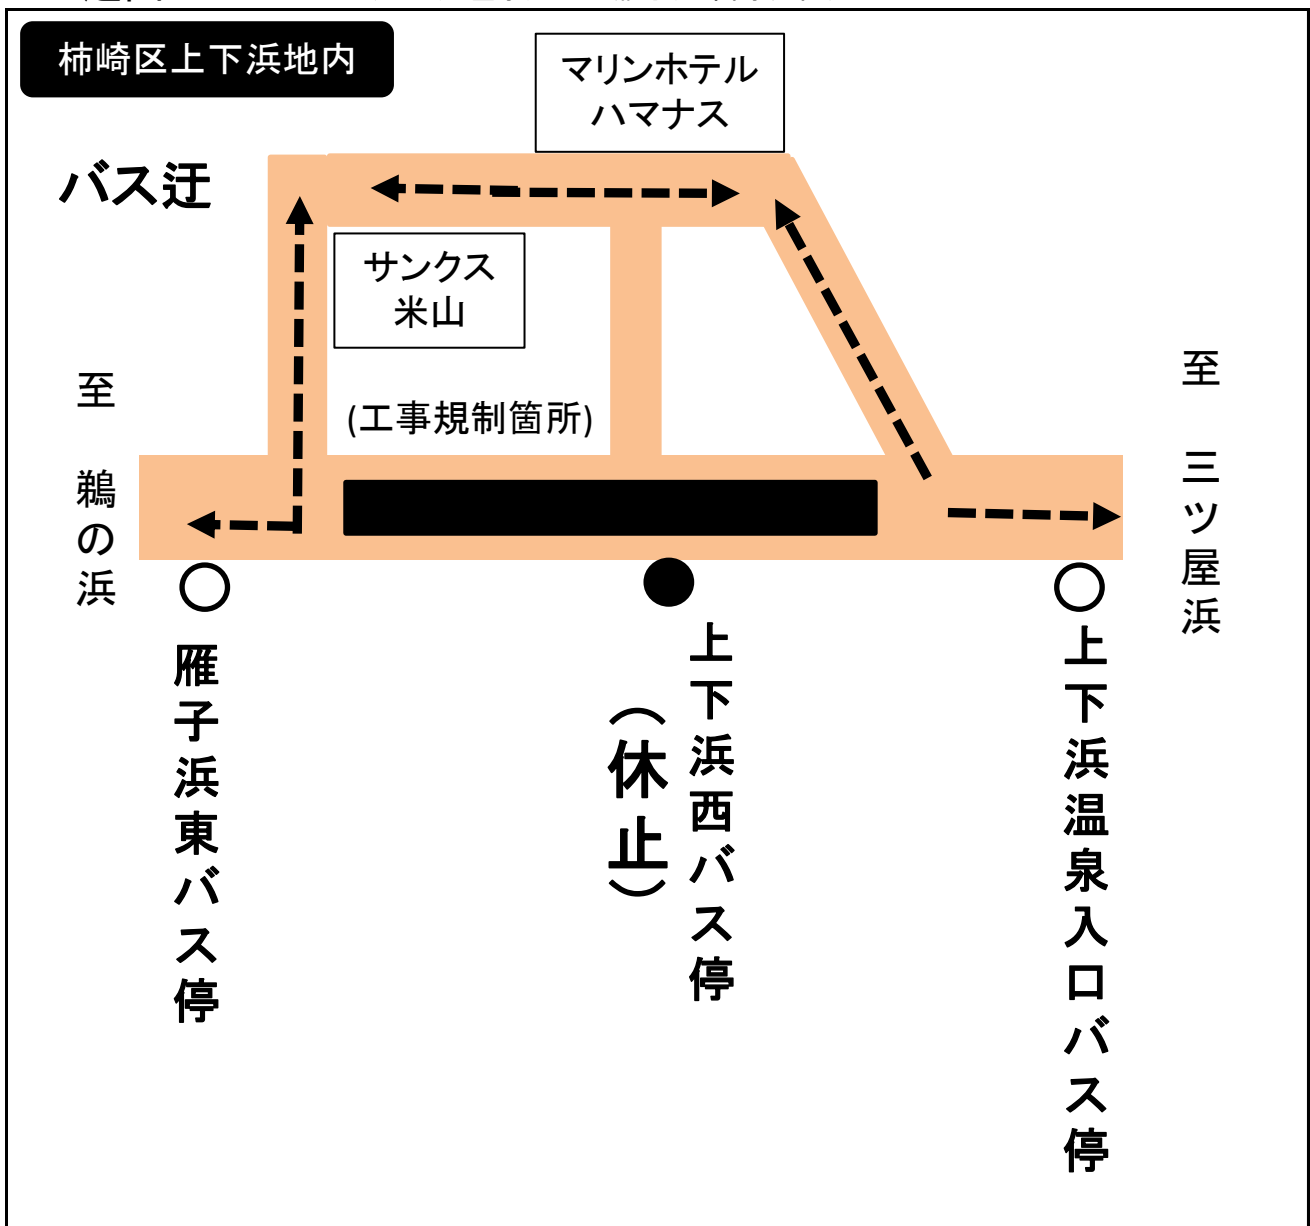 柿崎区上下浜地内
マリンホテル
ハマナス
バス迂
サンクス
米山
(工事規制箇所)
至 鵜の浜
至 三ツ屋浜
雁子浜東バス停
上下浜西バス停
（休止）
上下浜温泉入口バス停